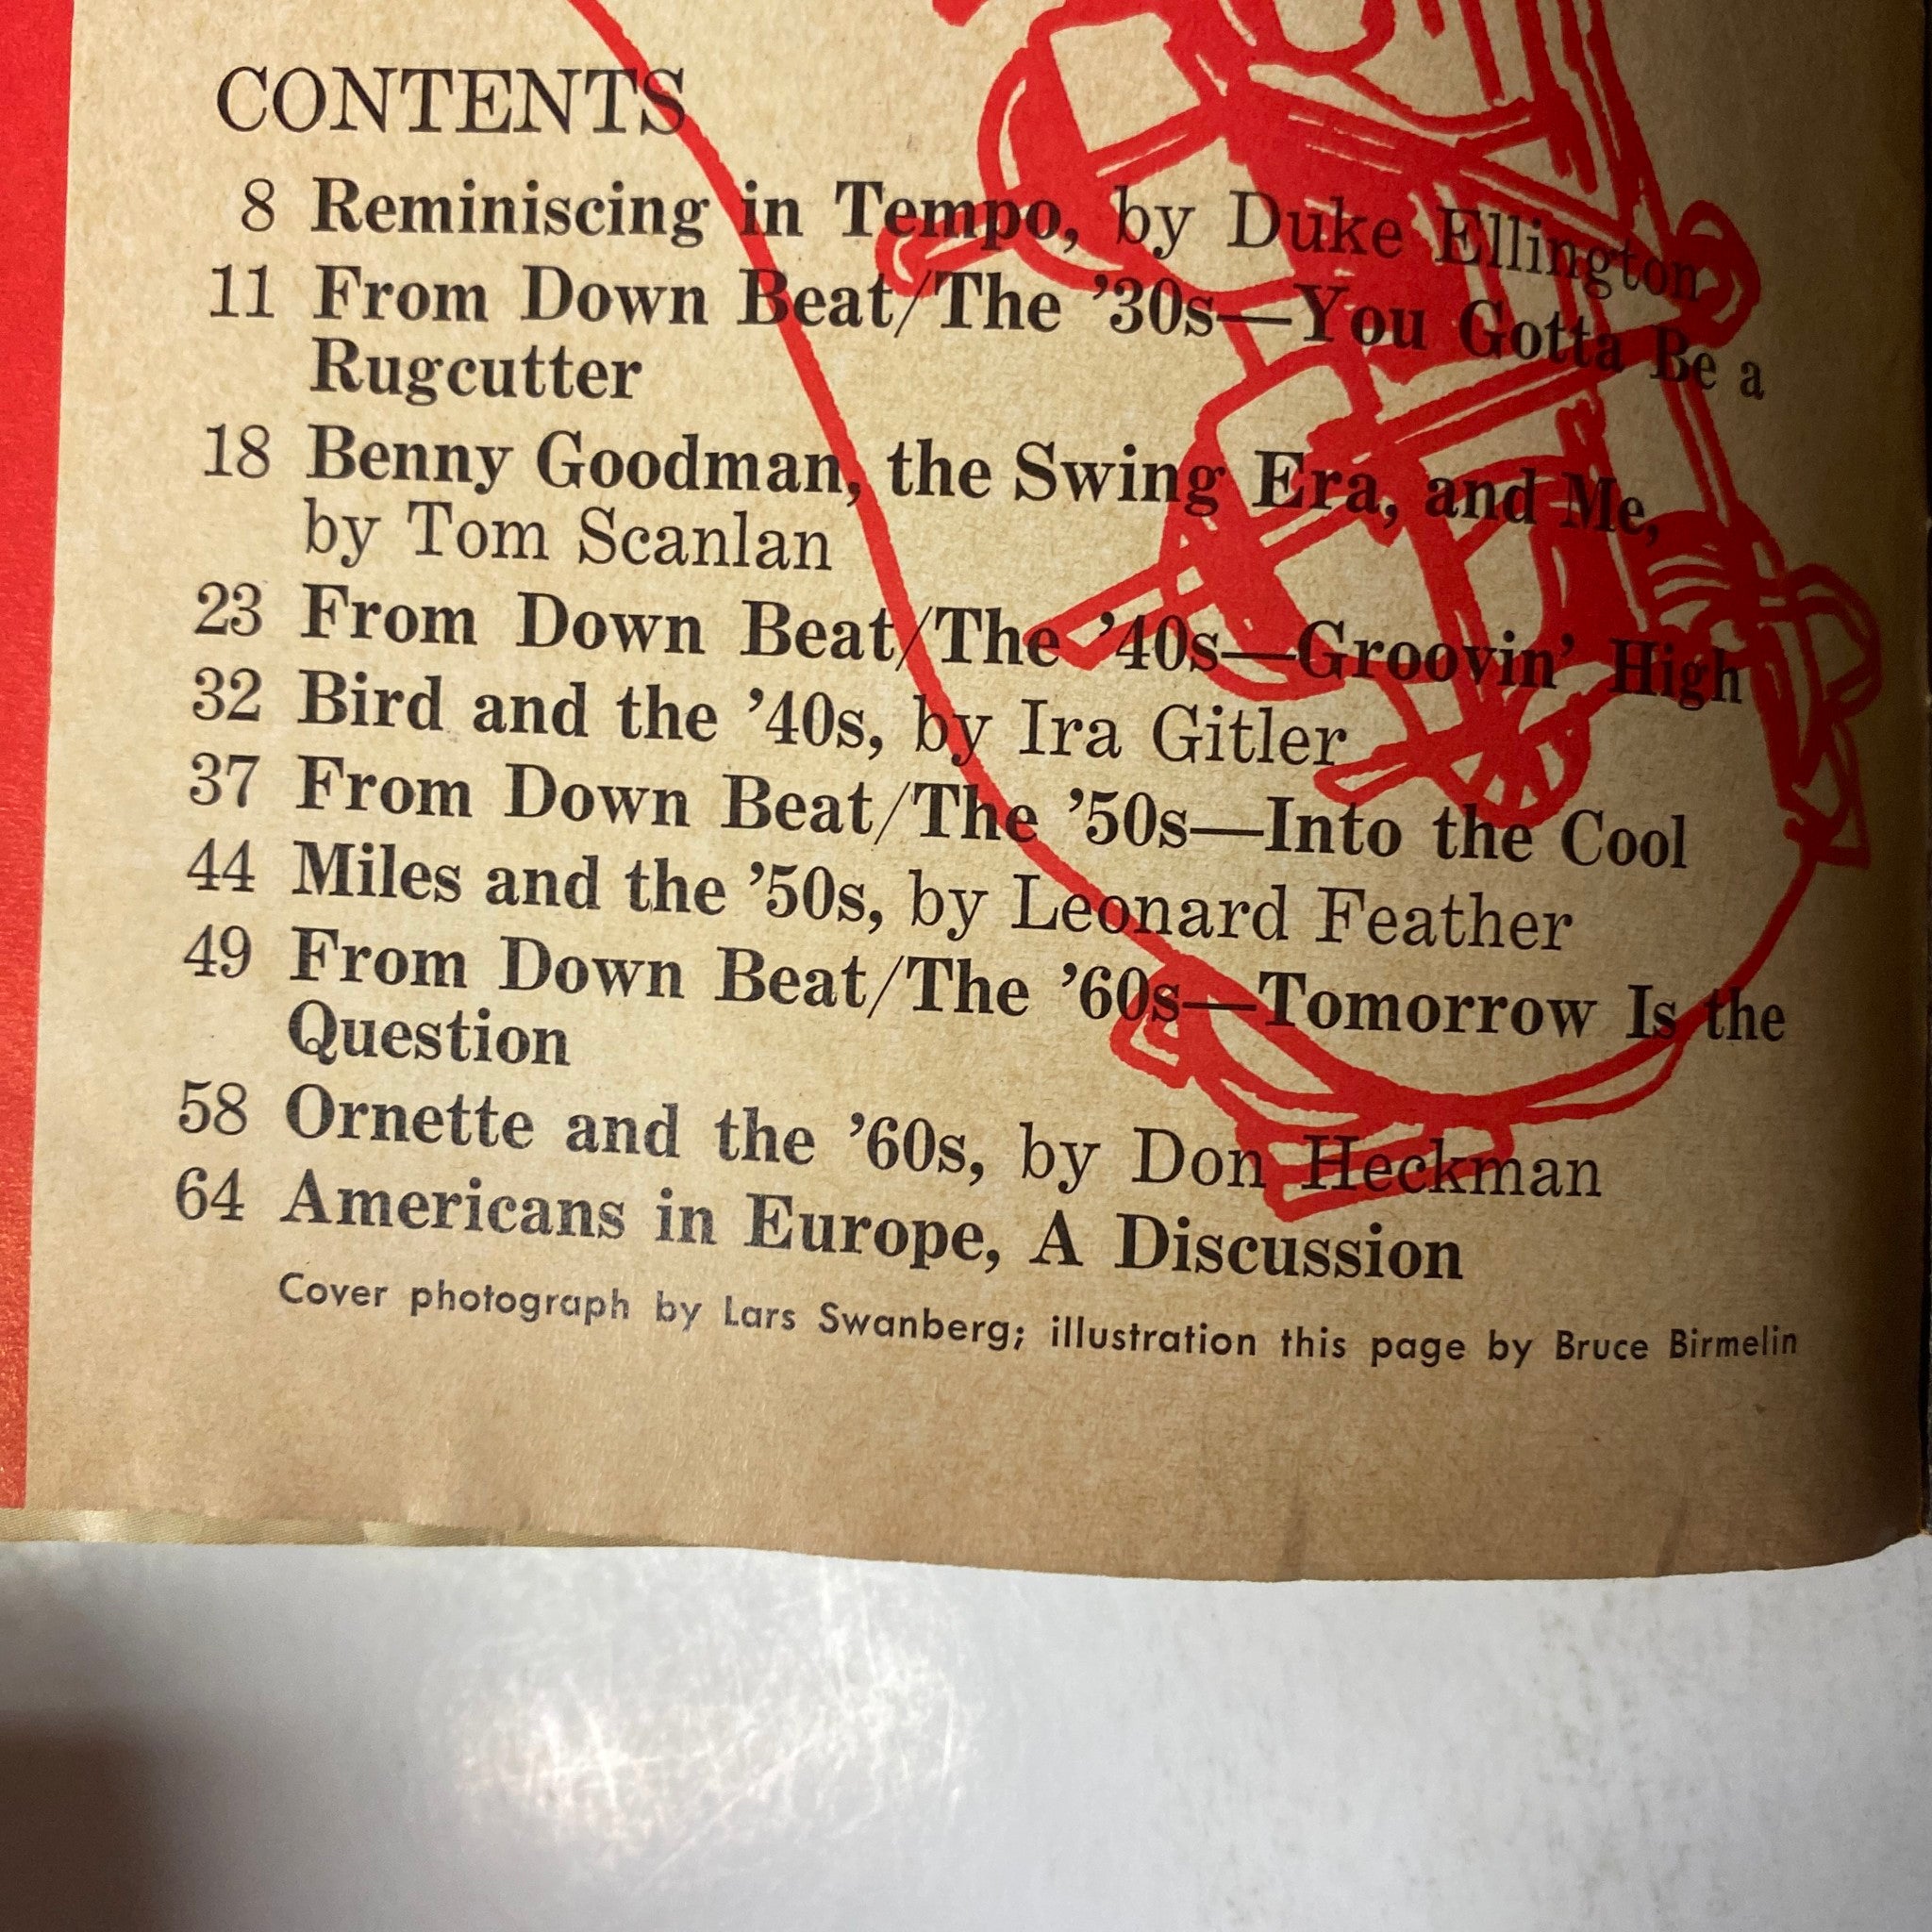 CONTENTS
8 Reminiscing in Tempo, by Duke Ellington
11 From Down Beat/The ’30s—You Gotta Be a
Rugcutter
18 Benny Goodman, the Swing Era, and Me,
by Tom Scanlan
23 From Down Beat/The ’40s—Groovin’ High
32 Bird and the ’40s, by Ira Gitler
37 From Down Beat/The ’50s—Into the Cool
44 Miles and the ’50s, by Leonard Feather
49 From Down Beat/The ’60s—Tomorrow Is the
Question
58 Ornette and the ’60s, by Don Heckman
64 Americans in Europe, A Discussion
Cover photograph by Lars Swanberg; illustration this page by Bruce Birmelin